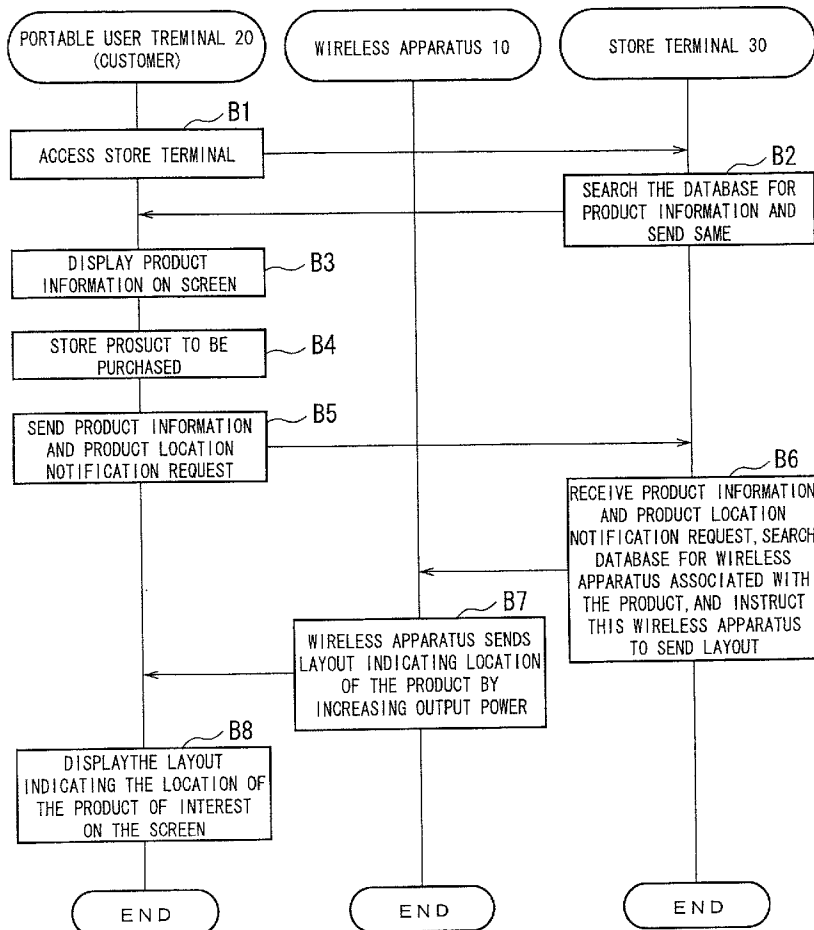 PORTABLE USER TREMINAL 20
(CUSTOMER)
WIRELESS APPARATUS 10
STORE TERMINAL 30
B1
ACCESS STORE TERMINAL
B2
SEARCH THE DATABASE FOR
PRODUCT INFORMATION AND
SEND SAME
B3
DISPLAY PRODUCT
INFORMATION ON SCREEN
B4
STORE PROSUCT TO BE
PURCHASED
B5
SEND PRODUCT INFORMATION
AND PRODUCT LOCATION
NOTIFICATION REQUEST
B6
RECEIVE PRODUCT INFORMATION
AND PRODUCT LOCATION
NOTIFICATION REQUEST, SEARCH
DATABASE FOR WIRELESS
APPARATUS ASSOCIATED WITH
THE PRODUCT, AND INSTRUCT
THIS WIRELESS APPARATUS
TO SEND LAYOUT
B7
WIRELESS APPARATUS SENDS
LAYOUT INDICATING LOCATION
OF THE PRODUCT BY
INCREASING OUTPUT POWER
B8
DISPLAYTHE LAYOUT
INDICATING THE LOCATION OF
THE PRODUCT OF INTEREST
ON THE SCREEN
END
END
END